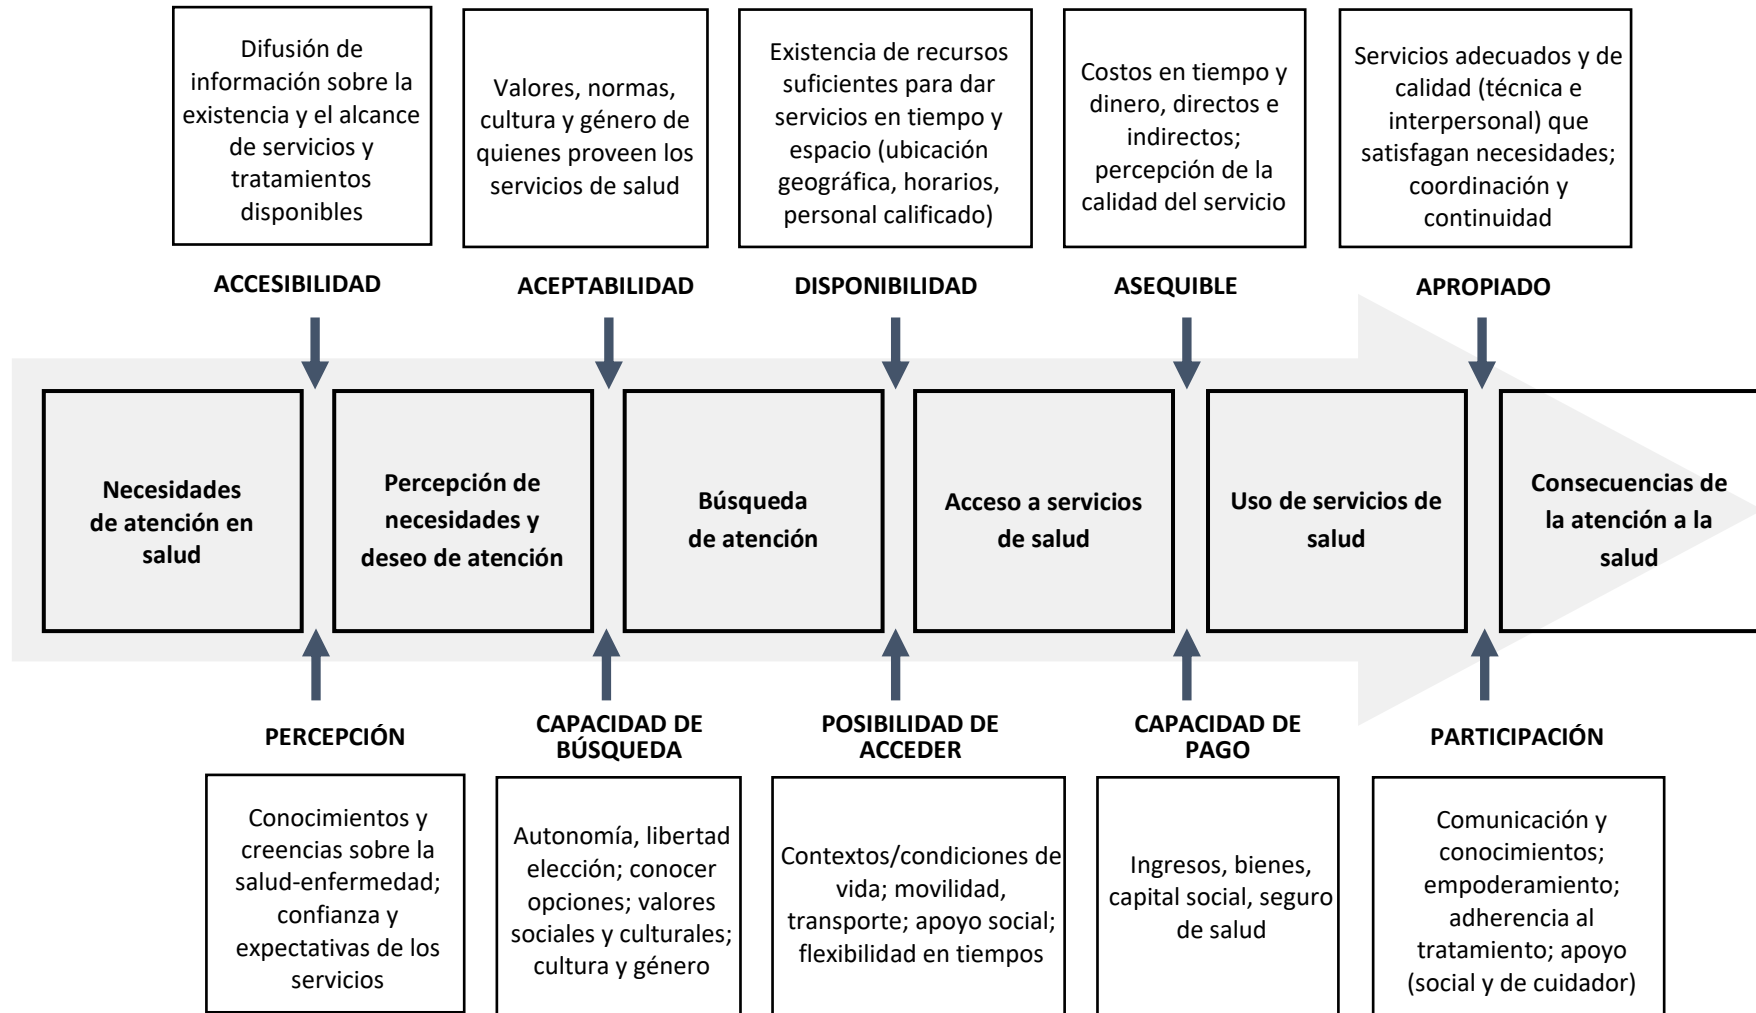 Difusión de
información sobre la
existencia y el alcance
de servicios y
tratamientos
disponibles
Valores, normas,
cultura y género de
quienes proveen los
servicios de salud
Existencia de recursos
suficientes para dar
servicios en tiempo y
espacio (ubicación
geográfica, horarios,
personal calificado)
Costos en tiempo y
dinero, directos e
indirectos;
percepción de la
calidad del servicio
Servicios adecuados y de
calidad (técnica e
interpersonal) que
satisfagan necesidades;
coordinación y
continuidad
ACCESIBILIDAD
ACEPTABILIDAD
DISPONIBILIDAD
ASEQUIBLE
APROPIADO
Necesidades
de atención en
salud
Percepción de
necesidades y
deseo de atención
Búsqueda
de atención
Acceso a servicios
de salud
Uso de servicios de
salud
Consecuencias de
la atención a la
salud
PERCEPCIÓN
CAPACIDAD DE
BÚSQUEDA
POSIBILIDAD DE
ACCEDER
CAPACIDAD DE
PAGO
PARTICIPACIÓN
Conocimientos y
creencias sobre la
salud-enfermedad;
confianza y
expectativas de los
servicios
Autonomía, libertad
elección; conocer
opciones; valores
sociales y culturales;
cultura y género
Contextos/condiciones de
vida; movilidad,
transporte; apoyo social;
flexibilidad en tiempos
Ingresos, bienes,
capital social, seguro
de salud
Comunicación y
conocimientos;
empoderamiento;
adherencia al
tratamiento; apoyo
(social y de cuidador)